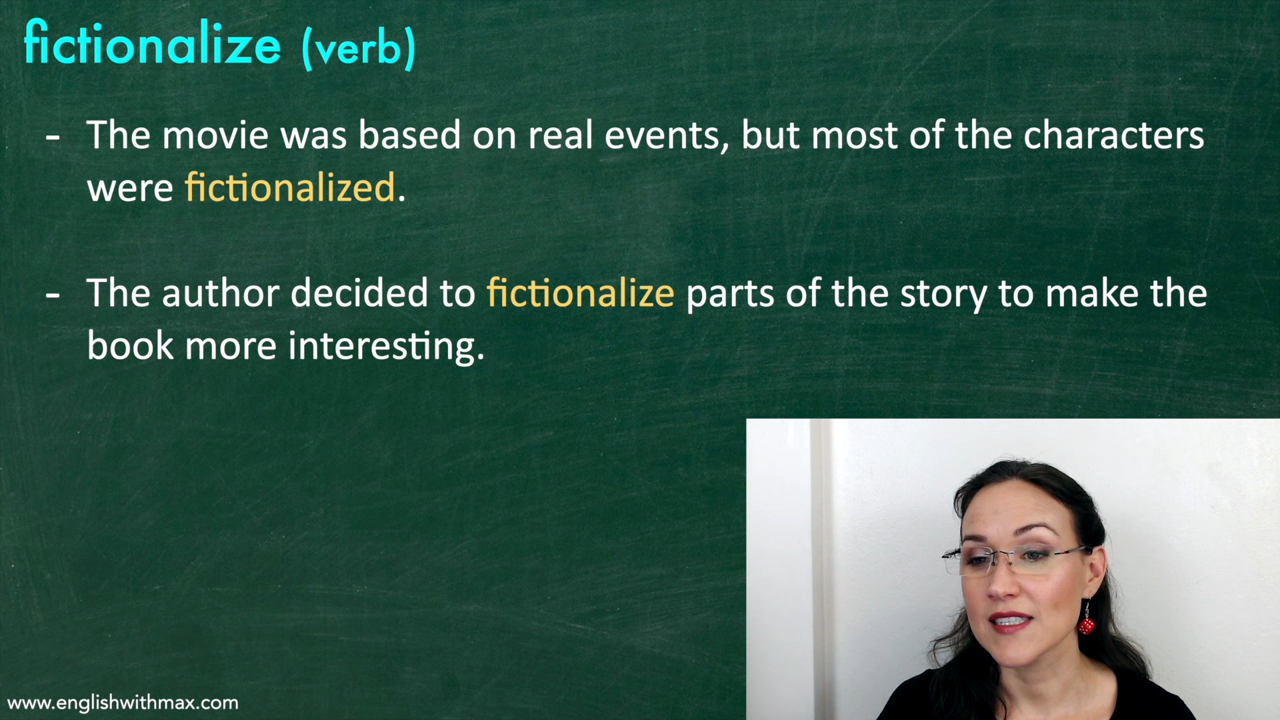 fictionalize (verb)
- The movie was based on real events, but most of the characters
were fictionalized.
- The author decided to fictionalize parts of the story to make the
book more interesting.
www.englishwithmax.com